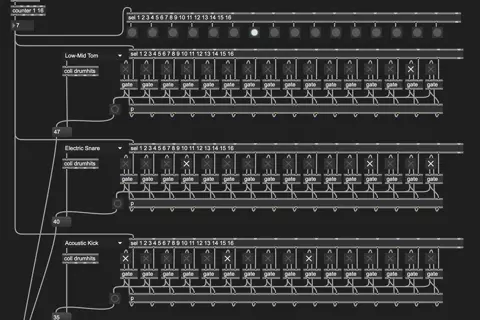 counter 1 16
7
sel 1 2 3 4 5 6 7 8 9 10 11 12 13 14 15 16
Low-Mid Tom
sel 1 2 3 4 5 6 7 8 9 10 11 12 13 14 15 16
coll drumhits
gate gate gate gate gate gate gate gate gate gate gate gate gate gate gate gate
p
47
Electric Snare
sel 1 2 3 4 5 6 7 8 9 10 11 12 13 14 15 16
coll drumhits
gate gate gate gate gate gate gate gate gate gate gate gate gate gate gate gate
p
40
Acoustic Kick
sel 1 2 3 4 5 6 7 8 9 10 11 12 13 14 15 16
coll drumhits
gate gate gate gate gate gate gate gate gate gate gate gate gate gate gate gate
p
35